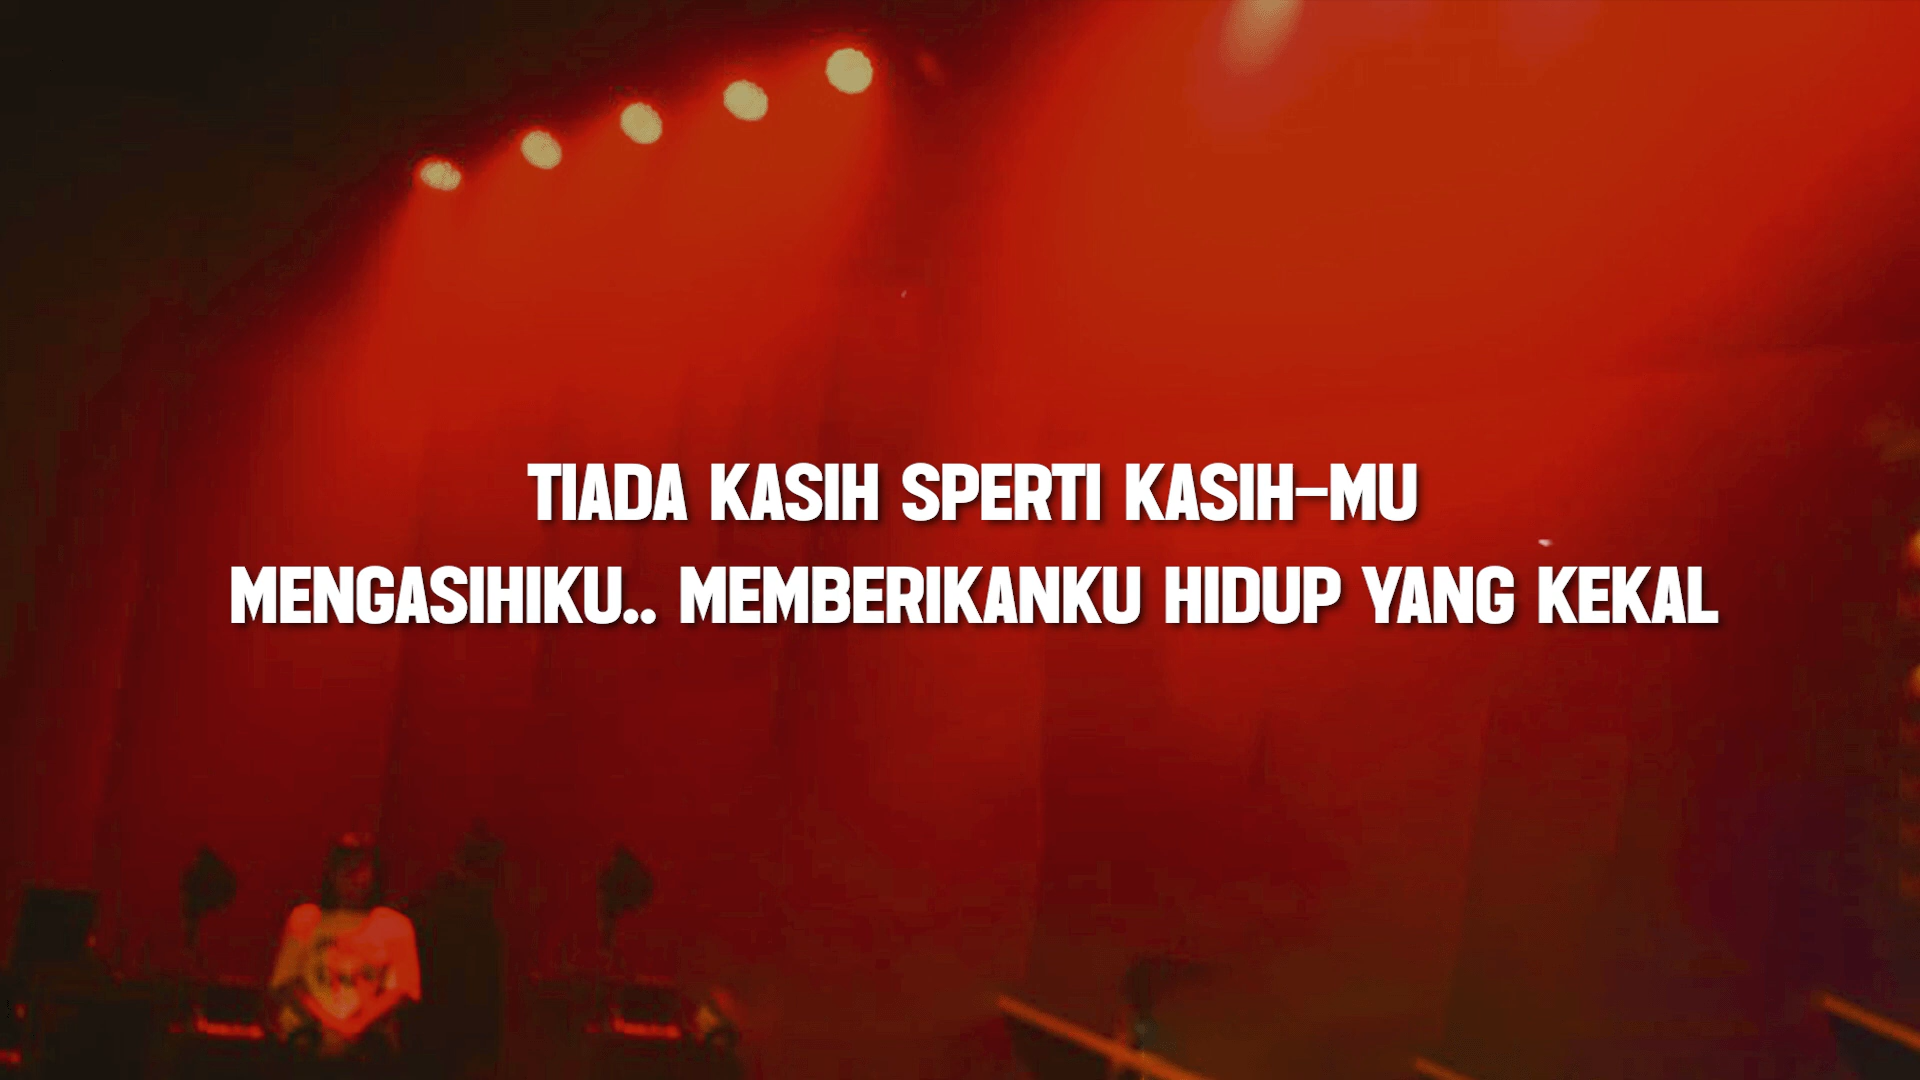 TIADA KASIH SPERTI KASIH-MU
MENGASIHIKU.. MEMBERIKANKU HIDUP YANG KEKAL